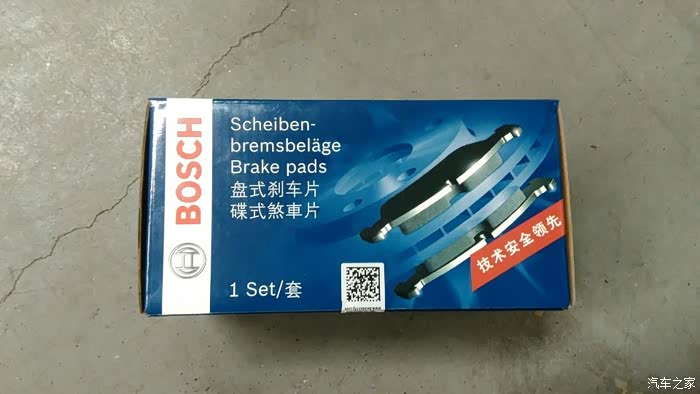 BOSCH
Scheiben-
bremsbeläge
Brake pads
盘式刹车片
碟式煞車片
1 Set/套
技术安全领先
汽车之家